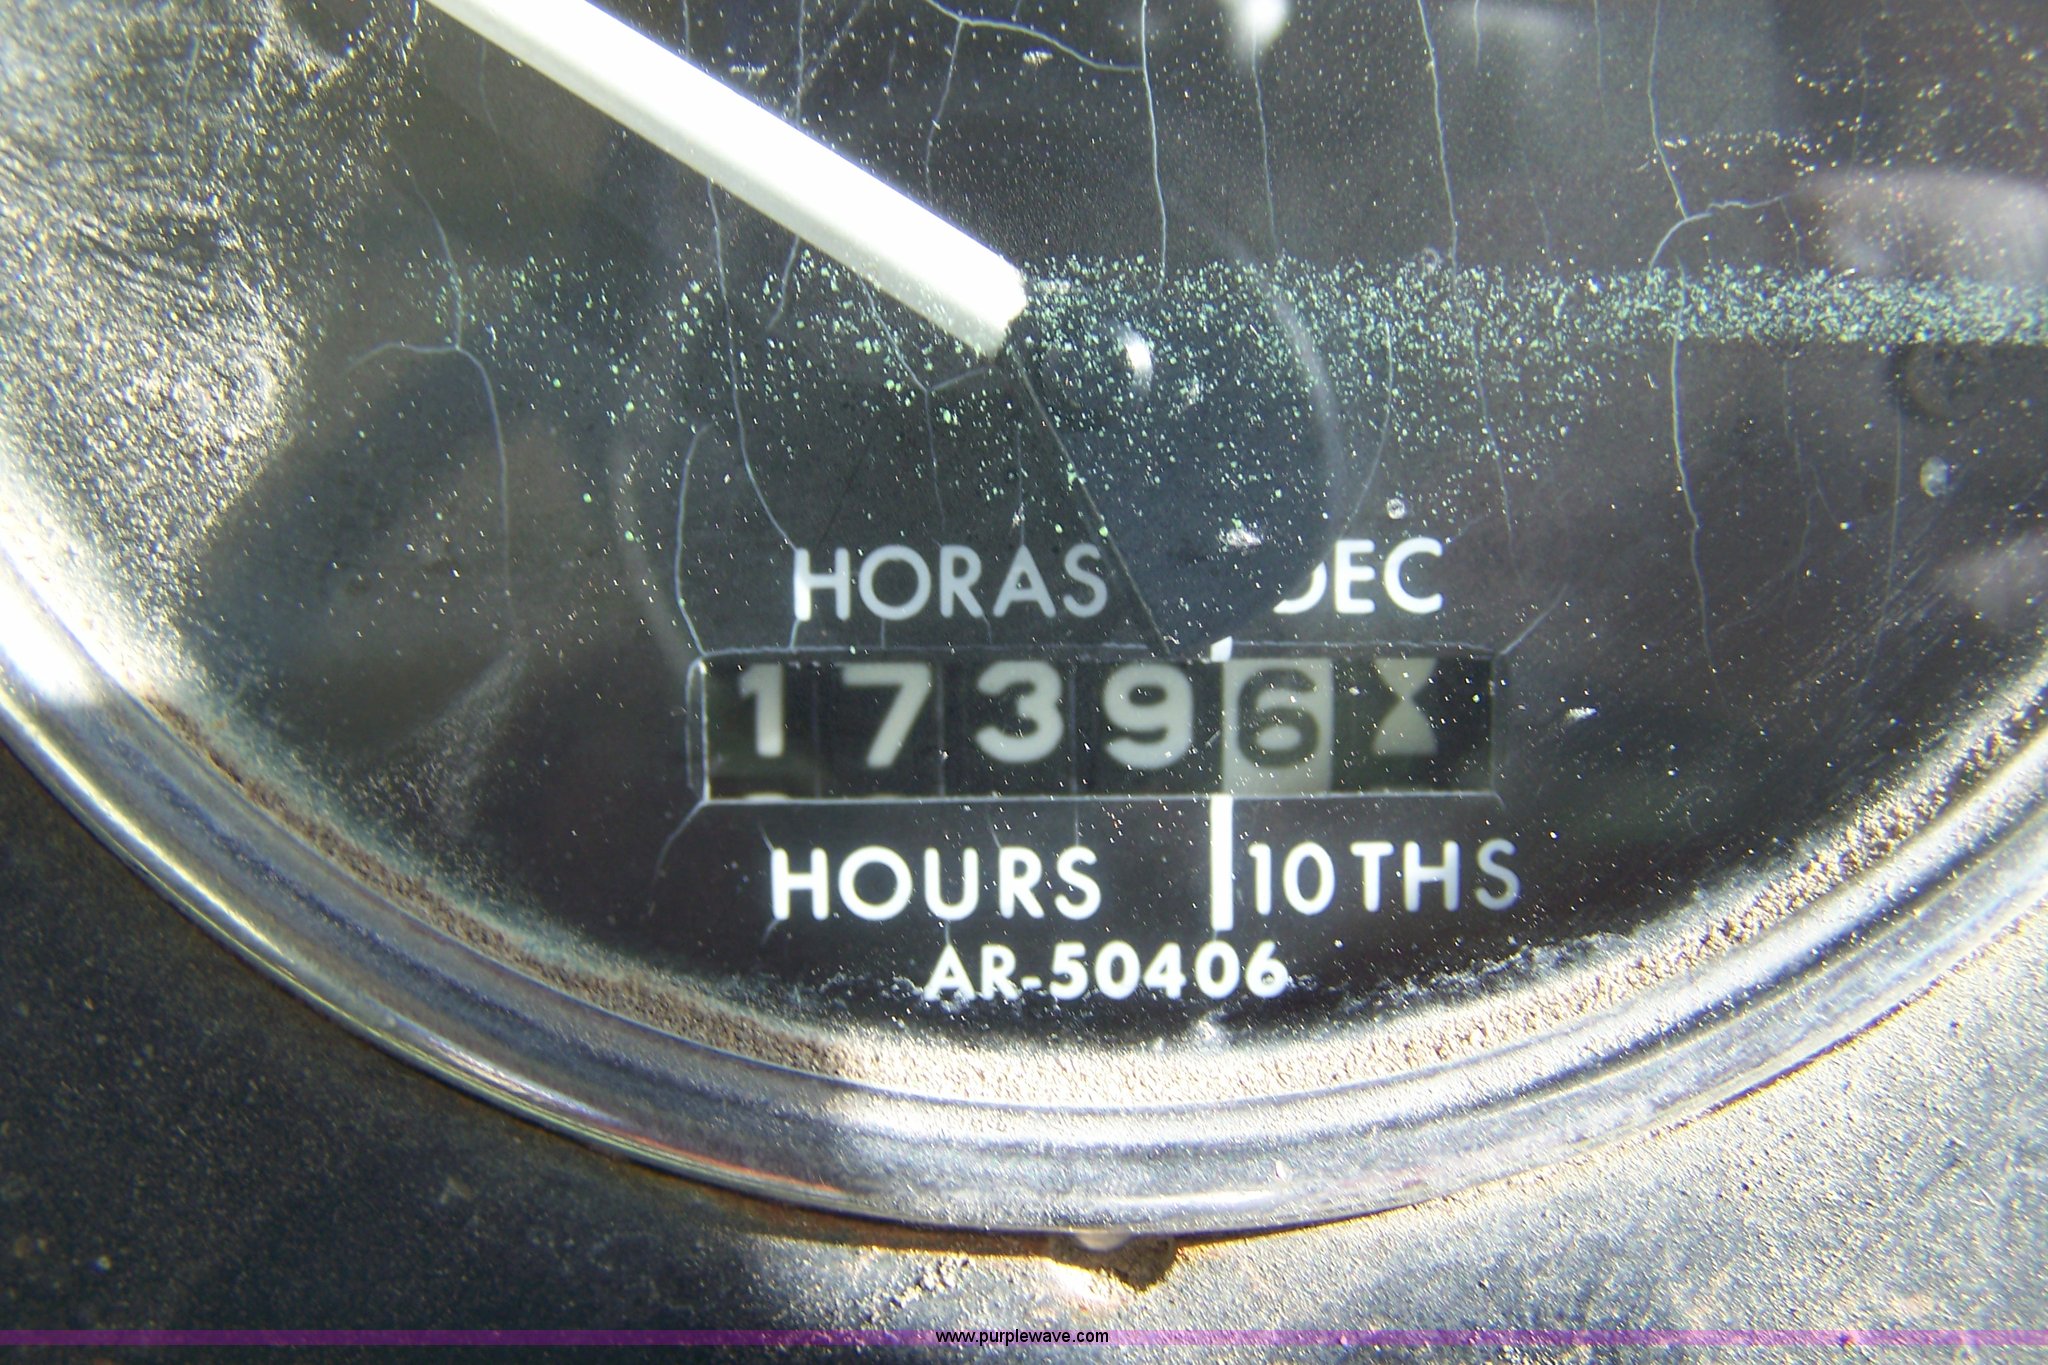 HORAS DEC
17396
HOURS 10THS
AR-50406
www.purplewave.com